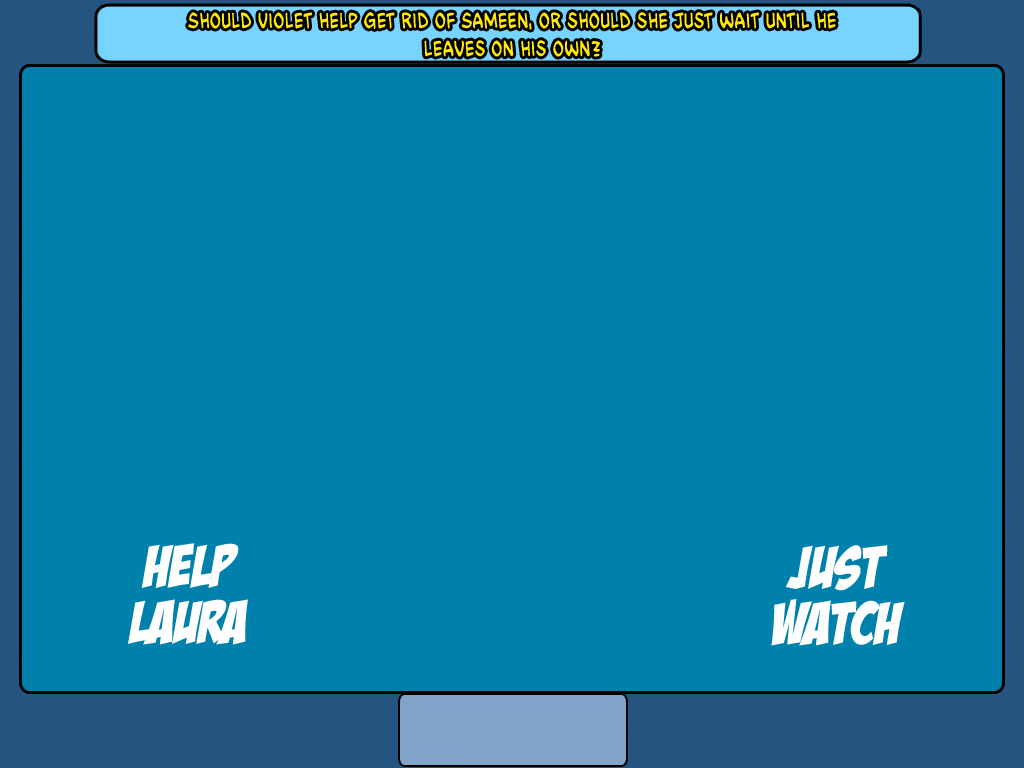 SHOULD VIOLET HELP GET RID OF SAMEEN, OR SHOULD SHE JUST WAIT UNTIL HE
LEAVES ON HIS OWN?
HELP
LAURA
JUST
WATCH